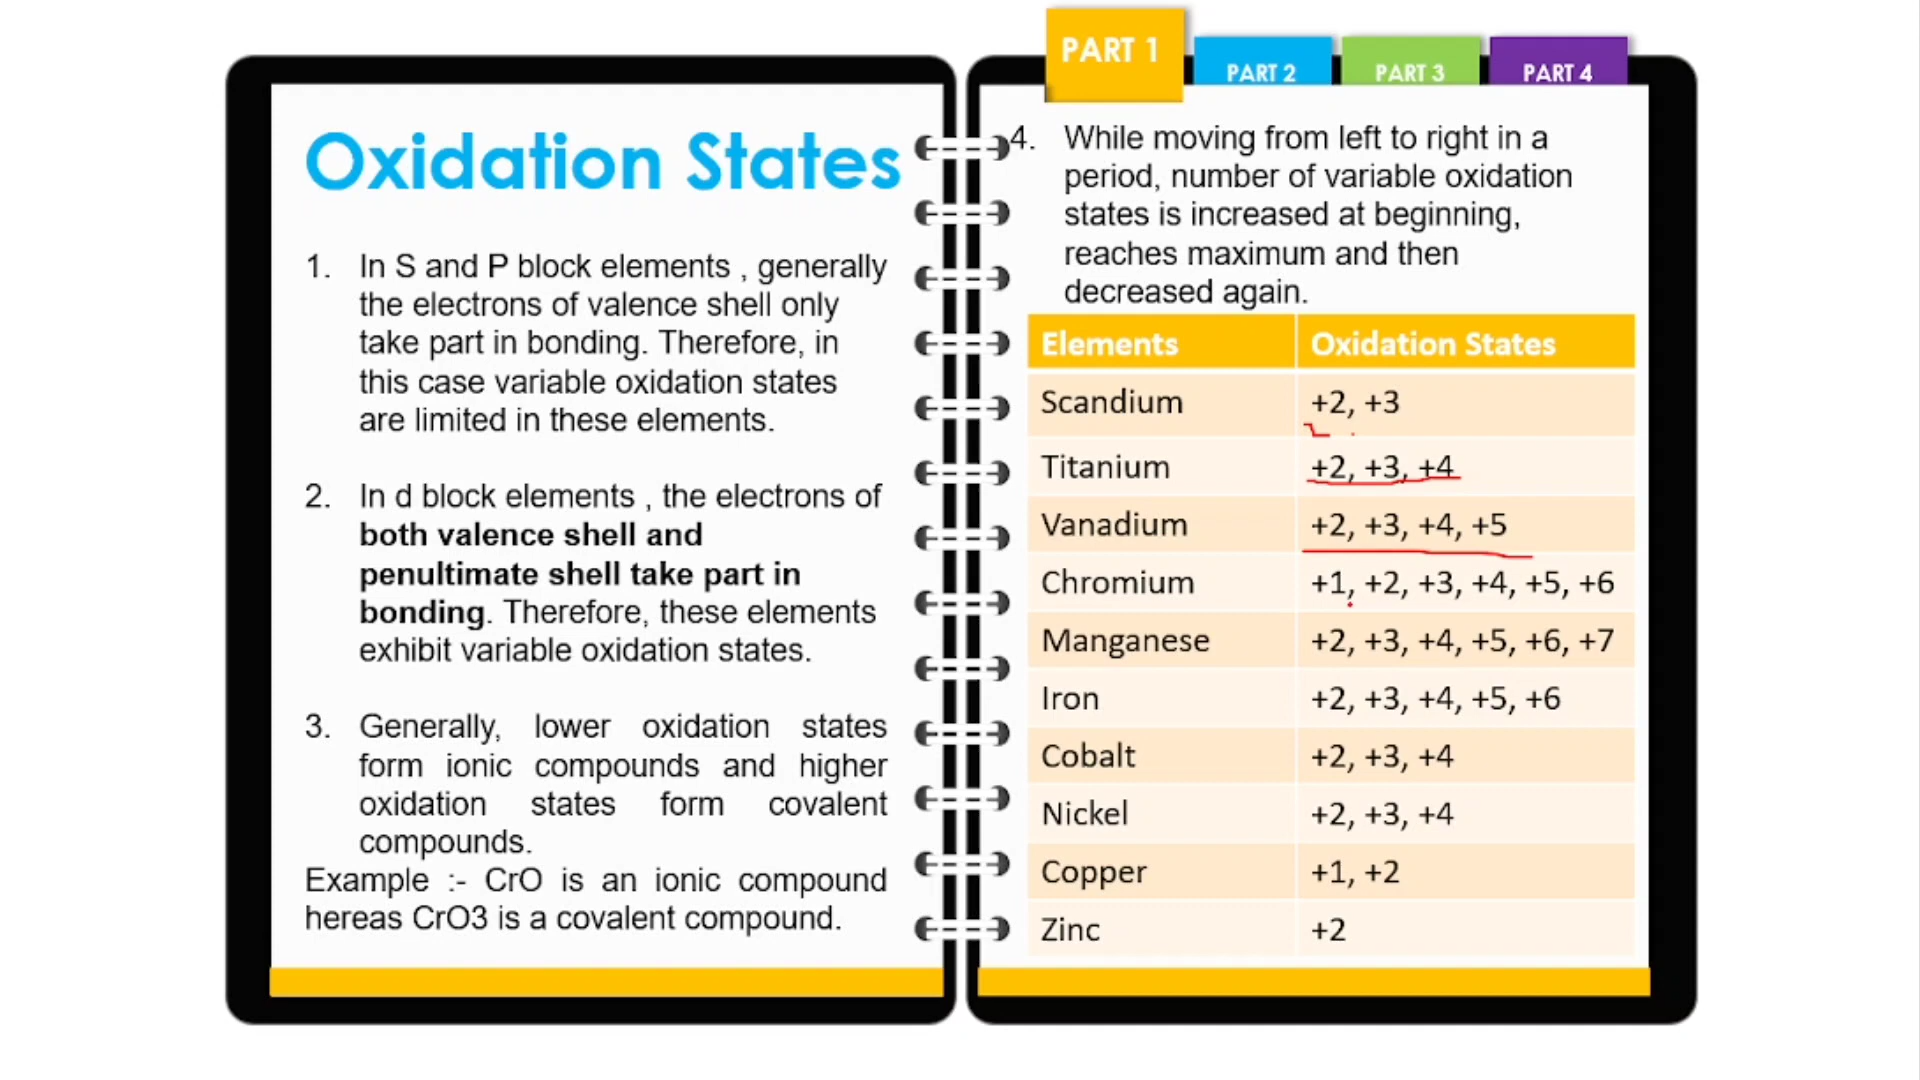 PART 1
PART 2
PART 3
PART 4
Oxidation States
1. In S and P block elements , generally
the electrons of valence shell only
take part in bonding. Therefore, in
this case variable oxidation states
are limited in these elements.
2. In d block elements , the electrons of
both valence shell and
penultimate shell take part in
bonding. Therefore, these elements
exhibit variable oxidation states.
3. Generally, lower oxidation states
form ionic compounds and higher
oxidation states form covalent
compounds.
Example :- CrO is an ionic compound
hereas CrO3 is a covalent compound.
4. While moving from left to right in a
period, number of variable oxidation
states is increased at beginning,
reaches maximum and then
decreased again.
Elements Oxidation States
Scandium +2, +3
Titanium +2, +3, +4
Vanadium +2, +3, +4, +5
Chromium +1, +2, +3, +4, +5, +6
Manganese +2, +3, +4, +5, +6, +7
Iron +2, +3, +4, +5, +6
Cobalt +2, +3, +4
Nickel +2, +3, +4
Copper +1, +2
Zinc +2